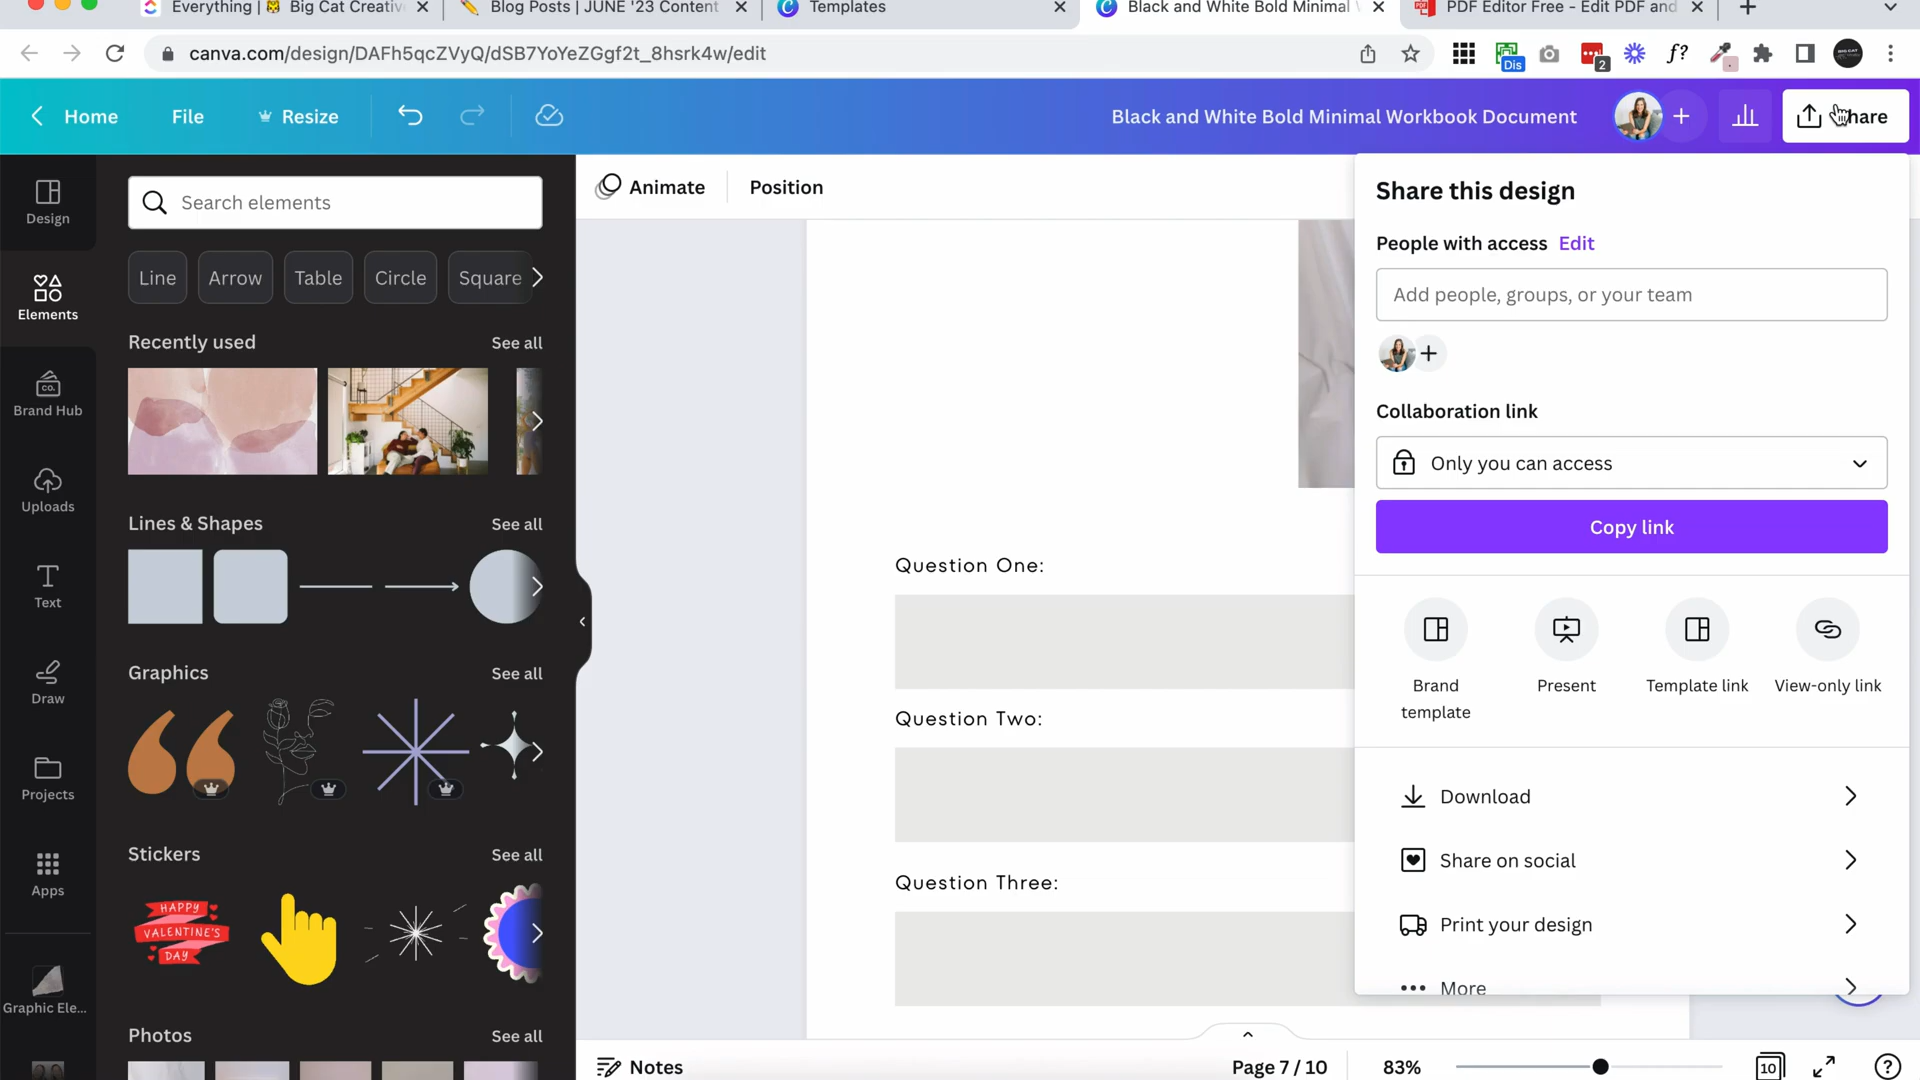 Everything | Big Cat Creativ
Blog Posts | JUNE '23 Content
Templates
Black and White Bold Minimal
PDF Editor Free - Edit PDF and
canva.com/design/DAFh5qcZVyQ/dSB7YoYeZGgf2t_8hsrk4w/edit
Dis
2
f?
Home
File
Resize
Black and White Bold Minimal Workbook Document
Share
Design
Elements
Brand Hub
CO.
Uploads
Text
Draw
Projects
Apps
Graphic Ele...
Search elements
Line
Arrow
Table
Circle
Square
Recently used
See all
Lines & Shapes
See all
Graphics
See all
Stickers
See all
HAPPY
VALENTINE'S
DAY
Photos
See all
Animate
Position
Question One:
Question Two:
Question Three:
Share this design
People with access Edit
Add people, groups, or your team
Collaboration link
Only you can access
Copy link
Brand
template
Present
Template link
View-only link
Download
Share on social
Print your design
More
Notes
Page 7 / 10
83%
10
?